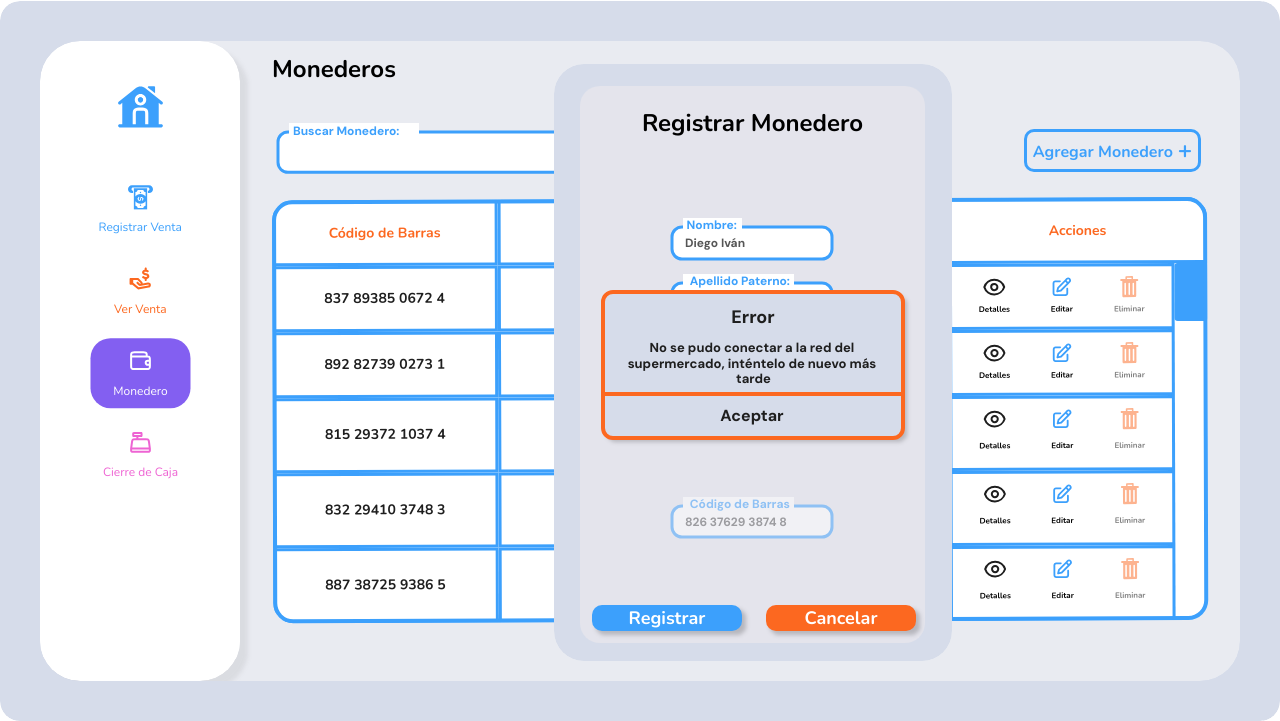 Monederos
Registrar Monedero
Buscar Monedero:
Agregar Monedero +
Registrar Venta
Ver Venta
Monedero
Cierre de Caja
Código de Barras
Acciones
837 89385 0672 4
Detalles
Editar
Eliminar
892 82739 0273 1
Detalles
Editar
Eliminar
815 29372 1037 4
Detalles
Editar
Eliminar
832 29410 3748 3
Detalles
Editar
Eliminar
887 38725 9386 5
Detalles
Editar
Eliminar
Nombre:
Diego Iván
Apellido Paterno:
Error
No se pudo conectar a la red del
supermercado, inténtelo de nuevo más
tarde
Aceptar
Código de Barras
826 37629 3874 8
Registrar
Cancelar